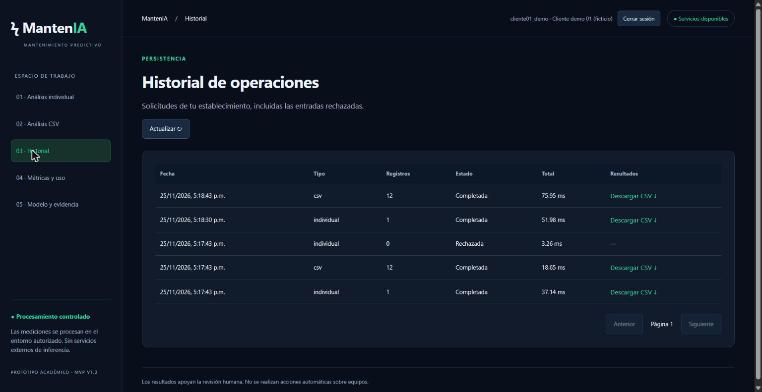 MantenIA
MANTENIMIENTO PREDICTIVO
ESPACIO DE TRABAJO
01 · Análisis individual
02 · Análisis CSV
03 · Historial
04 · Métricas y uso
05 · Modelo y evidencia
● Procesamiento controlado
Las mediciones se procesan en el
entorno autorizado. Sin servicios
externos de inferencia.
PROTOTIPO ACADÉMICO · MVP V1.3
MantenIA / Historial
cliente01_demo · Cliente demo 01 (ficticio) Cerrar sesión ● Servicios disponibles
PERSISTENCIA
Historial de operaciones
Solicitudes de tu establecimiento, incluidas las entradas rechazadas.
Actualizar ↻
Fecha Tipo Registros Estado Total Resultados
25/11/2026, 5:18:43 p.m. csv 12 Completada 75.95 ms Descargar CSV ↓
25/11/2026, 5:18:30 p.m. individual 1 Completada 51.98 ms Descargar CSV ↓
25/11/2026, 5:17:43 p.m. individual 0 Rechazada 3.26 ms —
25/11/2026, 5:17:43 p.m. csv 12 Completada 18.65 ms Descargar CSV ↓
25/11/2026, 5:17:43 p.m. individual 1 Completada 37.14 ms Descargar CSV ↓
Anterior Página 1 Siguiente
Los resultados apoyan la revisión humana. No se realizan acciones automáticas sobre equipos.